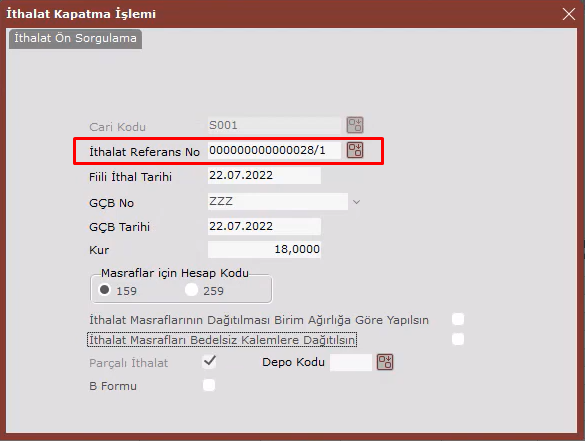 İthalat Kapatma İşlemi
İthalat Ön Sorgulama
Cari Kodu S001
İthalat Referans No 000000000000028/1
Fiili İthal Tarihi 22.07.2022
GÇB No ZZZ
GÇB Tarihi 22.07.2022
Kur 18,0000
Masraflar için Hesap Kodu
159 259
İthalat Masraflarının Dağıtılması Birim Ağırlığa Göre Yapılsın
İthalat Masrafları Bedelsiz Kalemlere Dağıtılsın
Parçalı İthalat Depo Kodu
B Formu